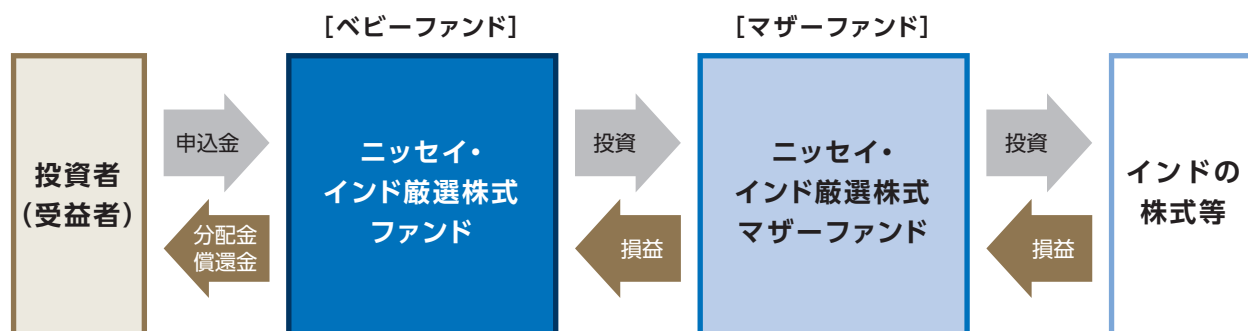 [ベビーファンド]
[マザーファンド]
投資者
(受益者)
申込金
分配金
償還金
ニッセイ・
インド厳選株式
ファンド
投資
損益
ニッセイ・
インド厳選株式
マザーファンド
投資
損益
インドの
株式等